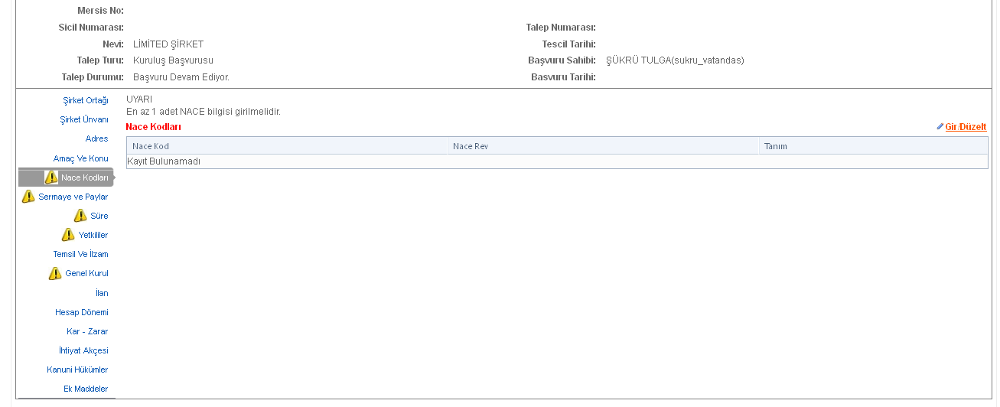 Mersis No:
Sicil Numarası: Talep Numarası:
Nevi: LİMİTED ŞİRKET Tescil Tarihi:
Talep Turu: Kuruluş Başvurusu Başvuru Sahibi: ŞÜKRÜ TULGA(sukru_vatandas)
Talep Durumu: Başvuru Devam Ediyor. Basvuru Tarihi:
Şirket Ortağı
Şirket Ünvanı
Adres
Amaç Ve Konu
Nace Kodları
Sermaye ve Paylar
Süre
Yetkililer
Temsil Ve İlzam
Genel Kurul
İlan
Hesap Dönemi
Kar - Zarar
İhtiyat Akçesi
Kanuni Hükümler
Ek Maddeler
UYARI
En az 1 adet NACE bilgisi girilmelidir.
Nace Kodları Gir/Düzelt
Nace Kod Nace Rev Tanım
Kayıt Bulunamadı